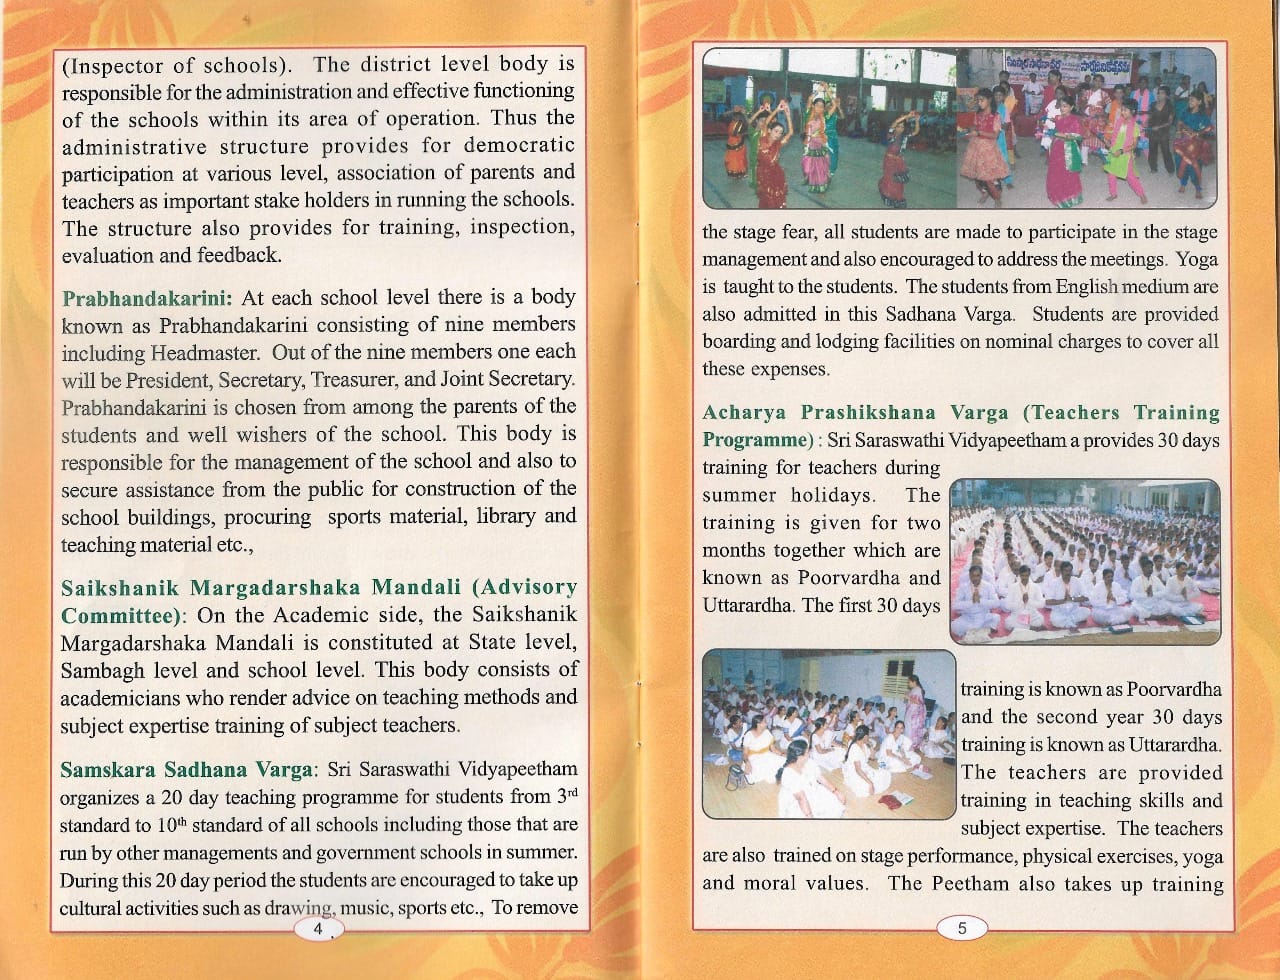 (Inspector of schools). The district level body is
responsible for the administration and effective functioning
of the schools within its area of operation. Thus the
administrative structure provides for democratic
participation at various level, association of parents and
teachers as important stake holders in running the schools.
The structure also provides for training, inspection,
evaluation and feedback.
Prabhandakarini: At each school level there is a body
known as Prabhandakarini consisting of nine members
including Headmaster. Out of the nine members one each
will be President, Secretary, Treasurer, and Joint Secretary.
Prabhandakarini is chosen from among the parents of the
students and well wishers of the school. This body is
responsible for the management of the school and also to
secure assistance from the public for construction of the
school buildings, procuring sports material, library and
teaching material etc.,
Saikshanik Margadarshaka Mandali (Advisory
Committee): On the Academic side, the Saikshanik
Margadarshaka Mandali is constituted at State level,
Sambagh level and school level. This body consists of
academicians who render advice on teaching methods and
subject expertise training of subject teachers.
Samskara Sadhana Varga: Sri Saraswathi Vidyapeetham
organizes a 20 day teaching programme for students from 3rd
standard to 10th standard of all schools including those that are
run by other managements and government schools in summer.
During this 20 day period the students are encouraged to take up
cultural activities such as drawing, music, sports etc., To remove
4
the stage fear, all students are made to participate in the stage
management and also encouraged to address the meetings. Yoga
is taught to the students. The students from English medium are
also admitted in this Sadhana Varga. Students are provided
boarding and lodging facilities on nominal charges to cover all
these expenses.
Acharya Prashikshana Varga (Teachers Training
Programme) : Sri Saraswathi Vidyapeetham a provides 30 days
training for teachers during
summer holidays. The
training is given for two
months together which are
known as Poorvardha and
Uttarardha. The first 30 days
training is known as Poorvardha
and the second year 30 days
training is known as Uttarardha.
The teachers are provided
training in teaching skills and
subject expertise. The teachers
are also trained on stage performance, physical exercises, yoga
and moral values. The Peetham also takes up training
5